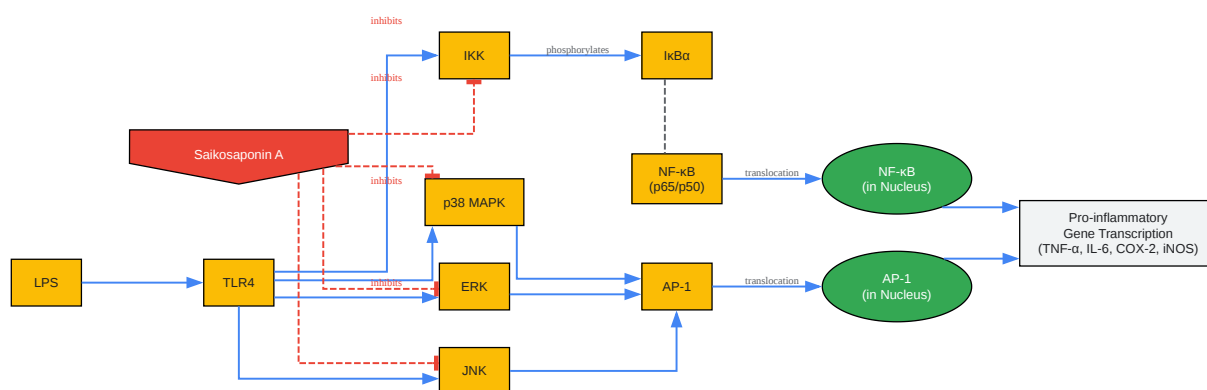 inhibits
IKK
phosphorylates
IκBα
inhibits
Saikosaponin A
NF-κB
(p65/p50)
translocation
NF-κB
(in Nucleus)
inhibits
p38 MAPK
Pro-inflammatory
Gene Transcription
(TNF-α, IL-6, COX-2, iNOS)
LPS
TLR4
inhibits
ERK
AP-1
translocation
AP-1
(in Nucleus)
JNK